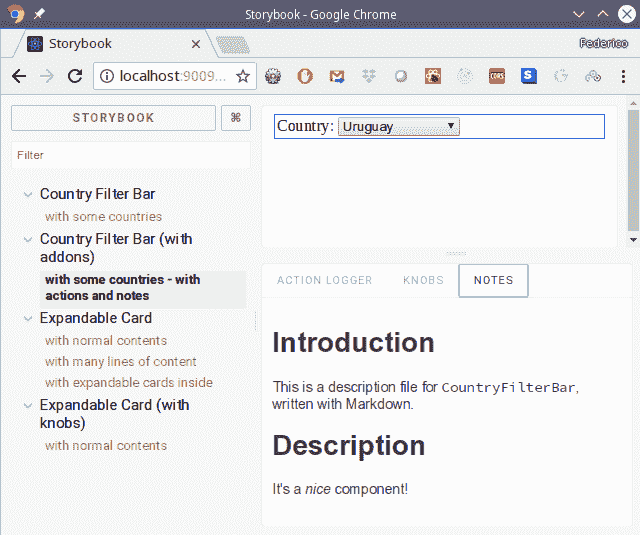 Storybook - Google Chrome
Storybook
Federico
localhost:9009...
STORYBOOK
⌘
Filter
Country Filter Bar
with some countries
Country Filter Bar (with
addons)
with some countries - with
actions and notes
Expandable Card
with normal contents
with many lines of content
with expandable cards inside
Expandable Card (with
knobs)
with normal contents
Country: Uruguay
ACTION LOGGER KNOBS NOTES
Introduction
This is a description file for CountryFilterBar,
written with Markdown.
Description
It's a nice component!